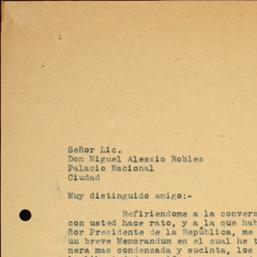 Señor Lic.
Don Miguel Alessio Robles
Palacio Nacional
Ciudad
Muy distinguido amigo:-
Refiriendome a la convers
con usted hace rato, y a la que hab
ñor Presidente de la República, me
un breve Memorandum en el cual he t
nera mas condensada y sucinta, los